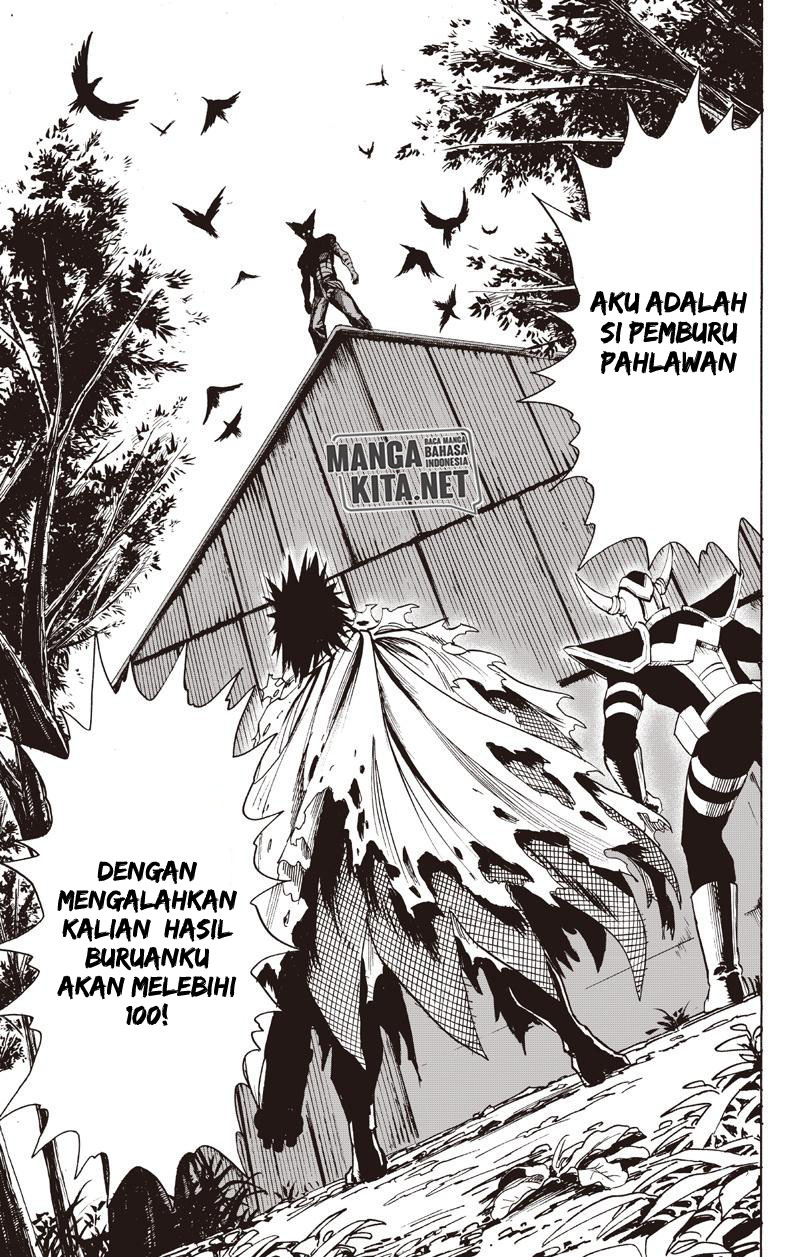 AKU ADALAH
SI PEMBURU
PAHLAWAN
MANGA
KITA.NET
BACA MANGA
BAHASA
INDONESIA
DENGAN
MENGALAHKAN
KALIAN HASIL
BURUANKU
AKAN MELEBIHI
100!